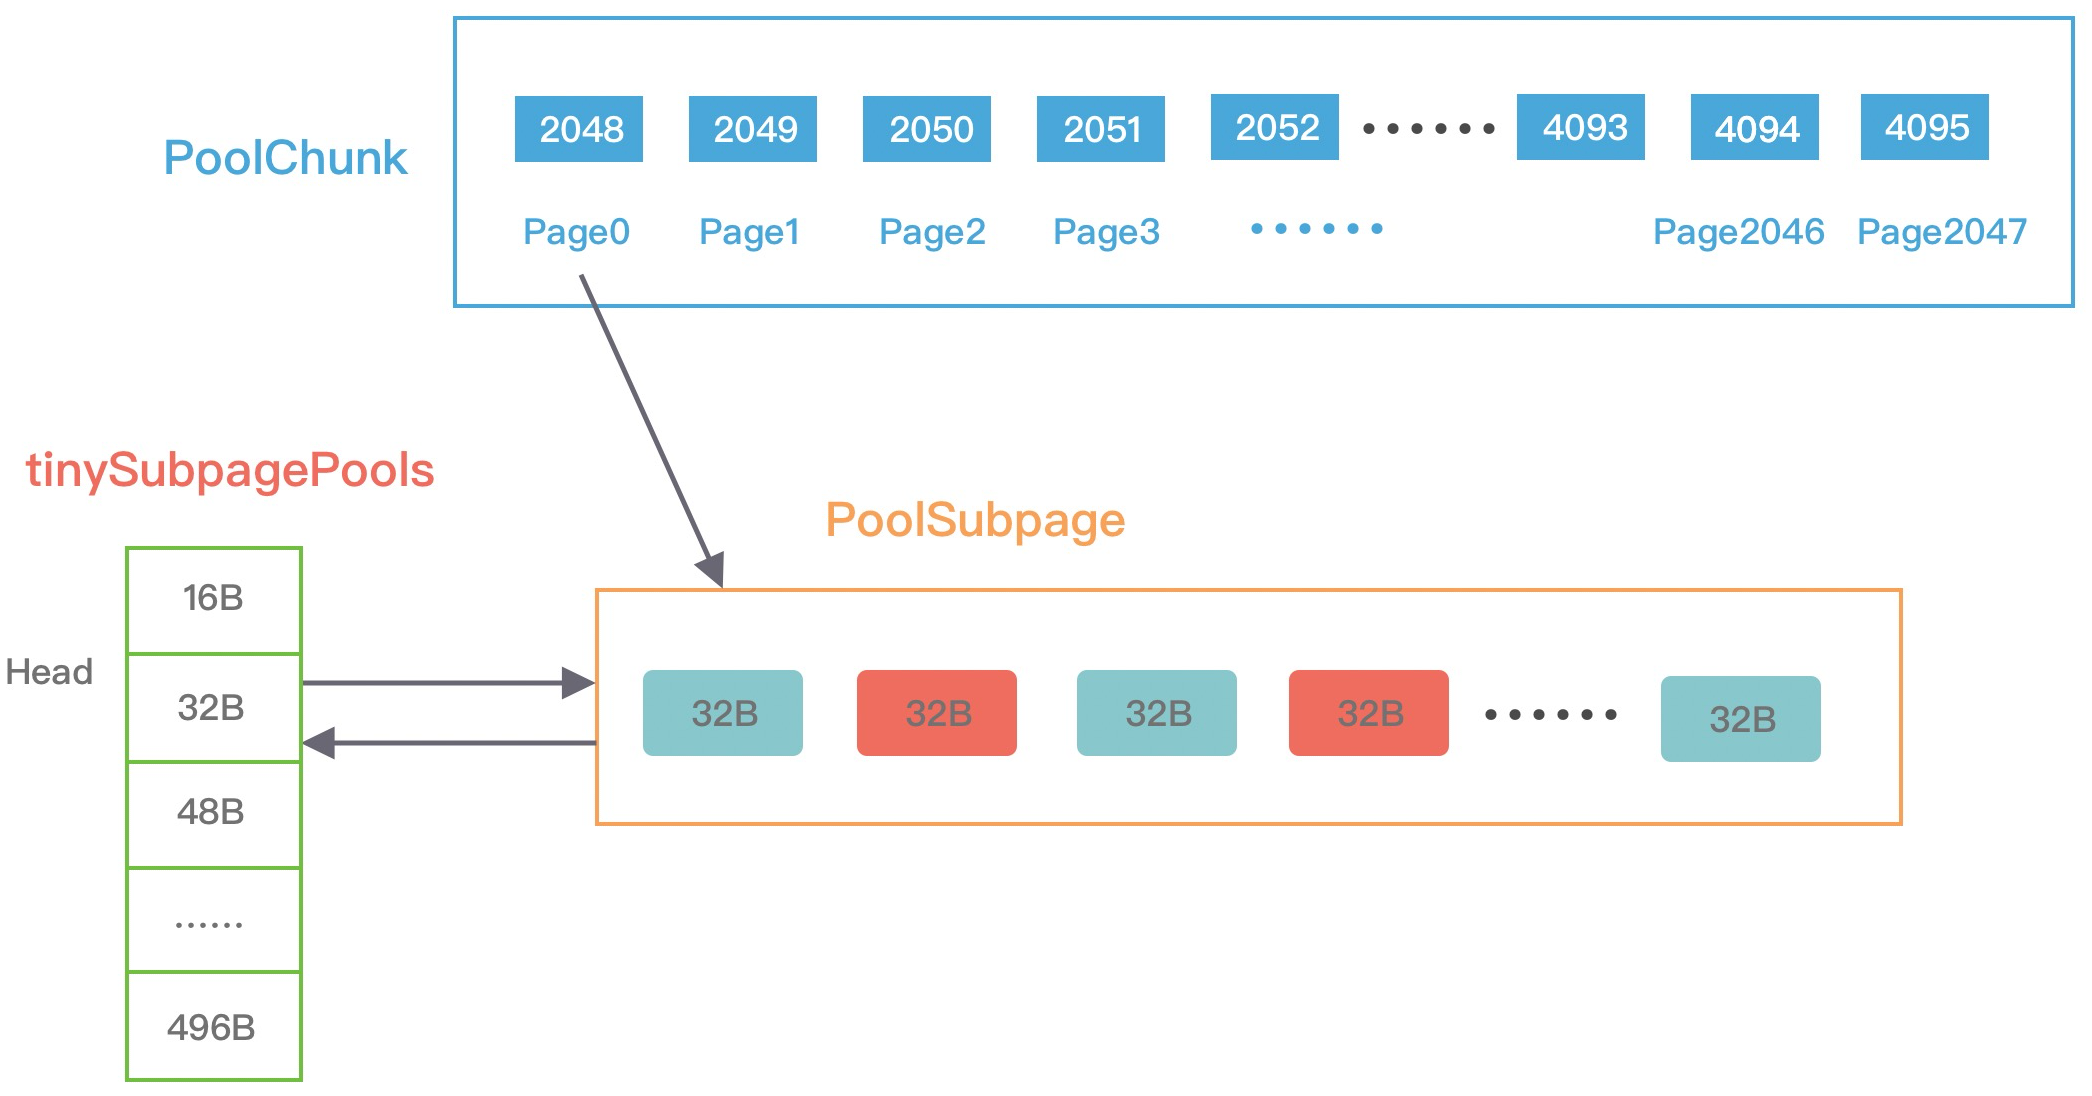 2048 2049 2050 2051 2052 ...... 4093 4094 4095
PoolChunk
Page0 Page1 Page2 Page3 ...... Page2046 Page2047
tinySubpagePools
PoolSubpage
16B
Head
32B
32B 32B 32B 32B ...... 32B
48B
......
496B